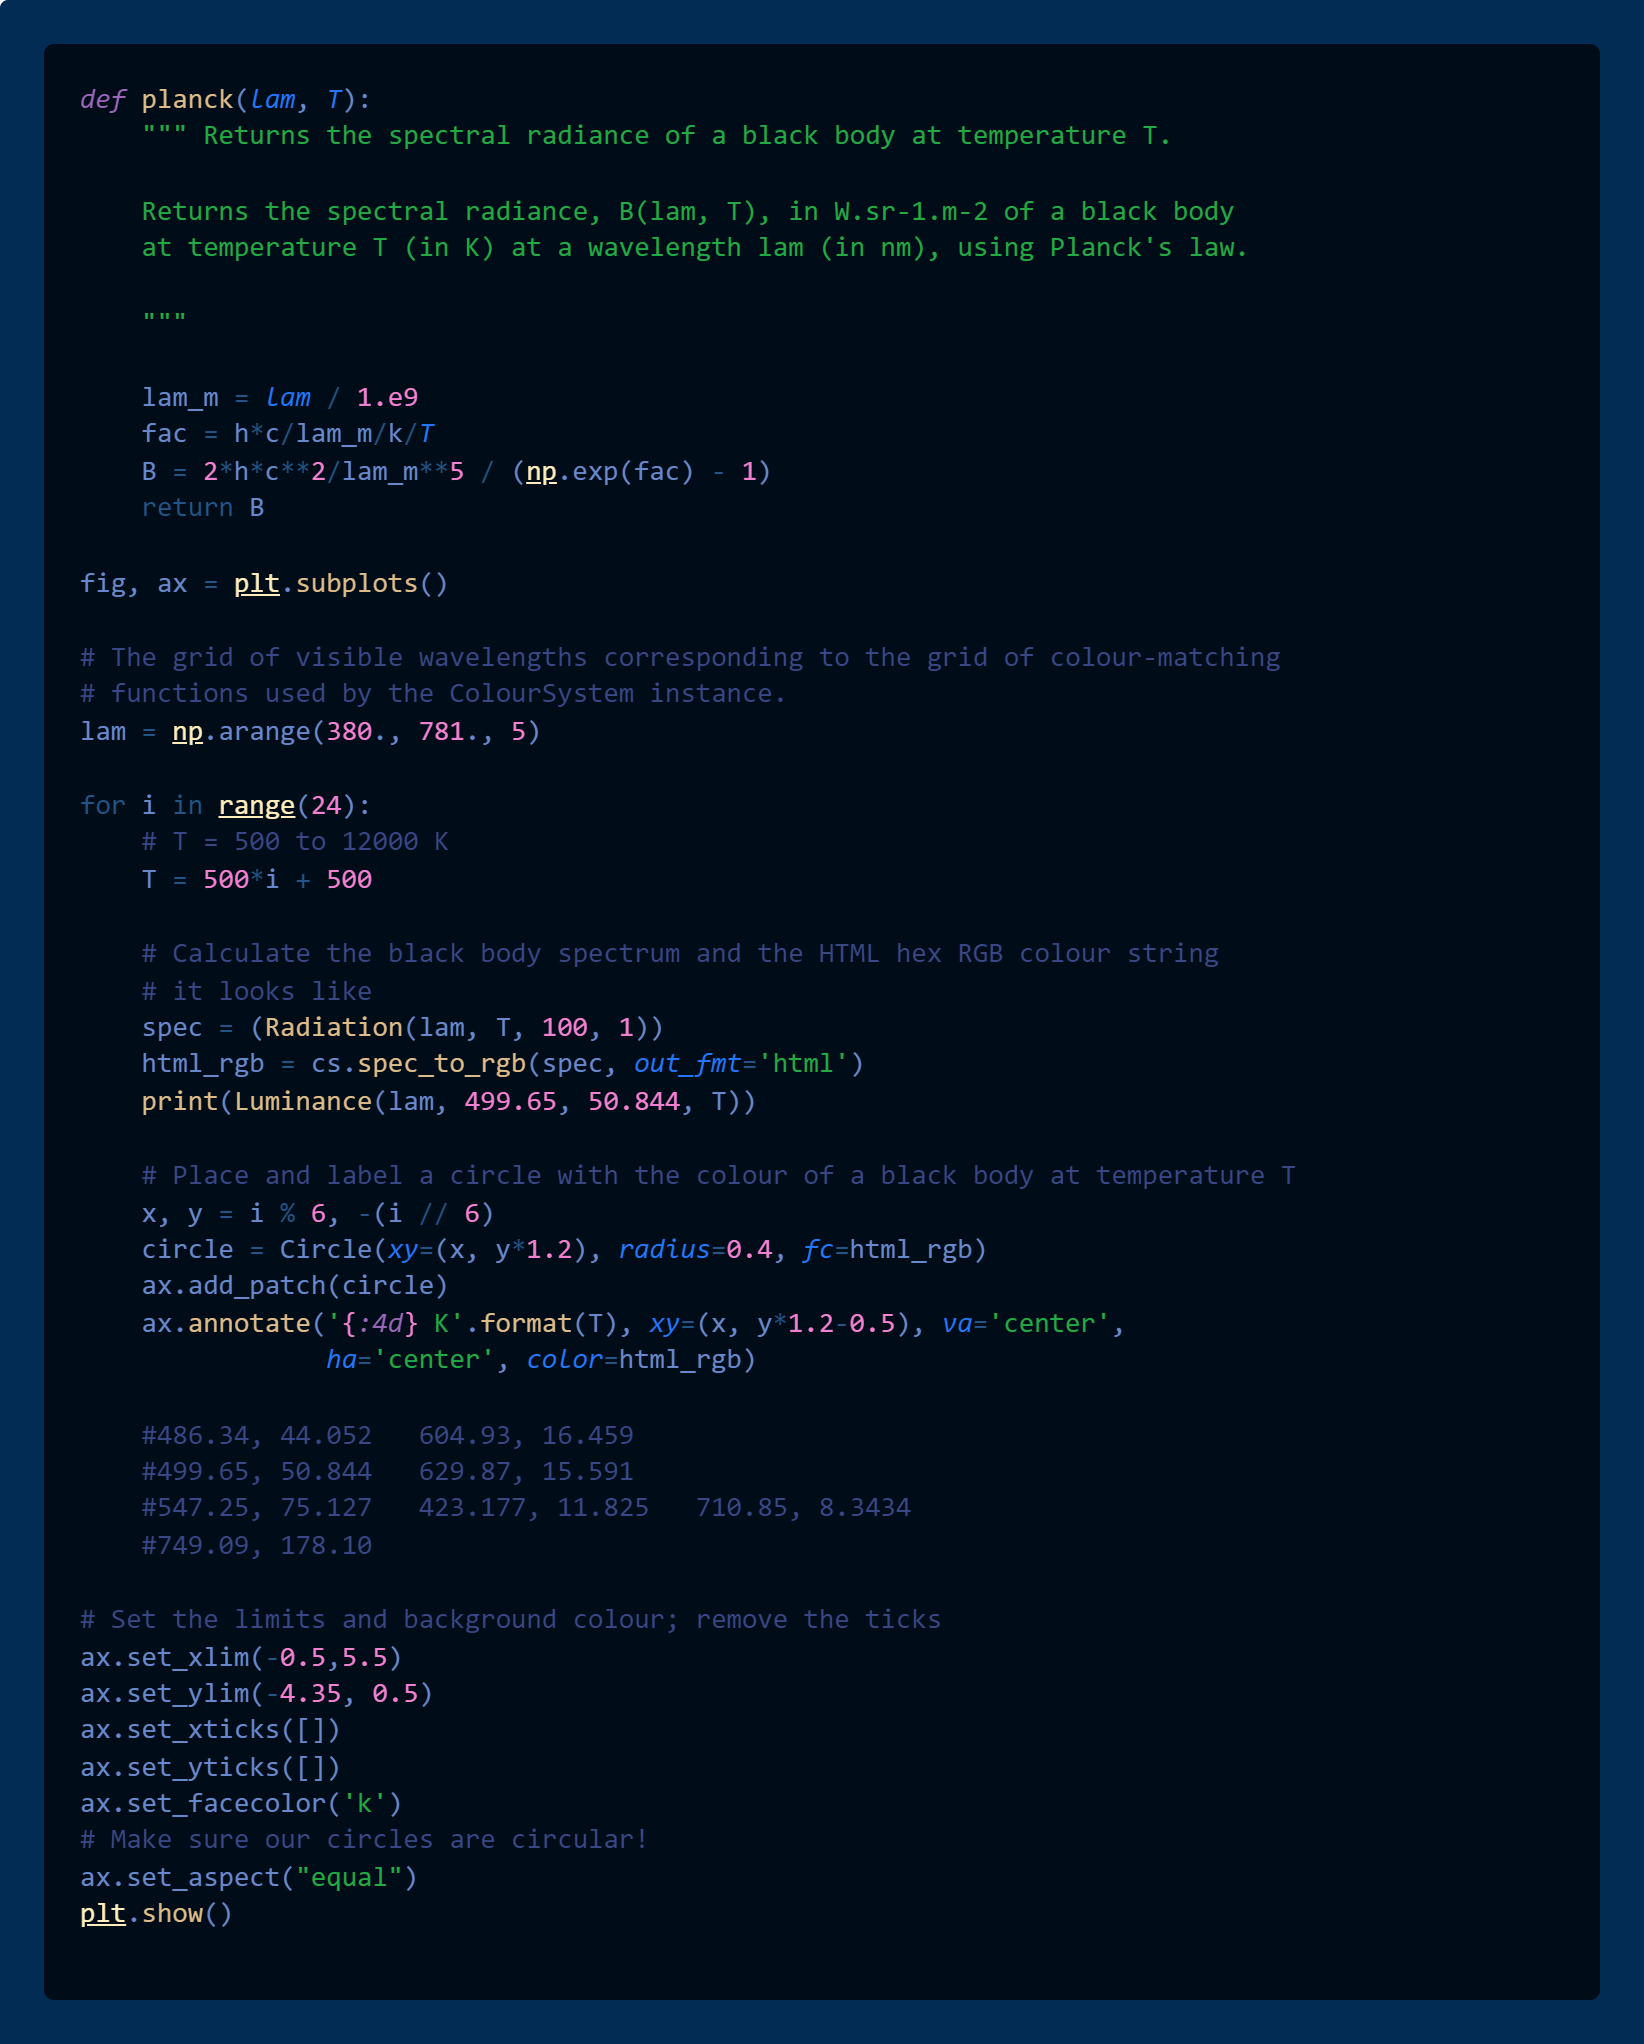 def planck(lam, T):
    """ Returns the spectral radiance of a black body at temperature T.

    Returns the spectral radiance, B(lam, T), in W.sr-1.m-2 of a black body
    at temperature T (in K) at a wavelength lam (in nm), using Planck's law.

    """

    lam_m = lam / 1.e9
    fac = h*c/lam_m/k/T
    B = 2*h*c**2/lam_m**5 / (np.exp(fac) - 1)
    return B

fig, ax = plt.subplots()

# The grid of visible wavelengths corresponding to the grid of colour-matching
# functions used by the ColourSystem instance.
lam = np.arange(380., 781., 5)

for i in range(24):
    # T = 500 to 12000 K
    T = 500*i + 500

    # Calculate the black body spectrum and the HTML hex RGB colour string
    # it looks like
    spec = (Radiation(lam, T, 100, 1))
    html_rgb = cs.spec_to_rgb(spec, out_fmt='html')
    print(Luminance(lam, 499.65, 50.844, T))

    # Place and label a circle with the colour of a black body at temperature T
    x, y = i % 6, -(i // 6)
    circle = Circle(xy=(x, y*1.2), radius=0.4, fc=html_rgb)
    ax.add_patch(circle)
    ax.annotate('{:4d} K'.format(T), xy=(x, y*1.2-0.5), va='center',
                ha='center', color=html_rgb)

    #486.34, 44.052   604.93, 16.459
    #499.65, 50.844   629.87, 15.591
    #547.25, 75.127   423.177, 11.825   710.85, 8.3434
    #749.09, 178.10

# Set the limits and background colour; remove the ticks
ax.set_xlim(-0.5,5.5)
ax.set_ylim(-4.35, 0.5)
ax.set_xticks([])
ax.set_yticks([])
ax.set_facecolor('k')
# Make sure our circles are circular!
ax.set_aspect("equal")
plt.show()